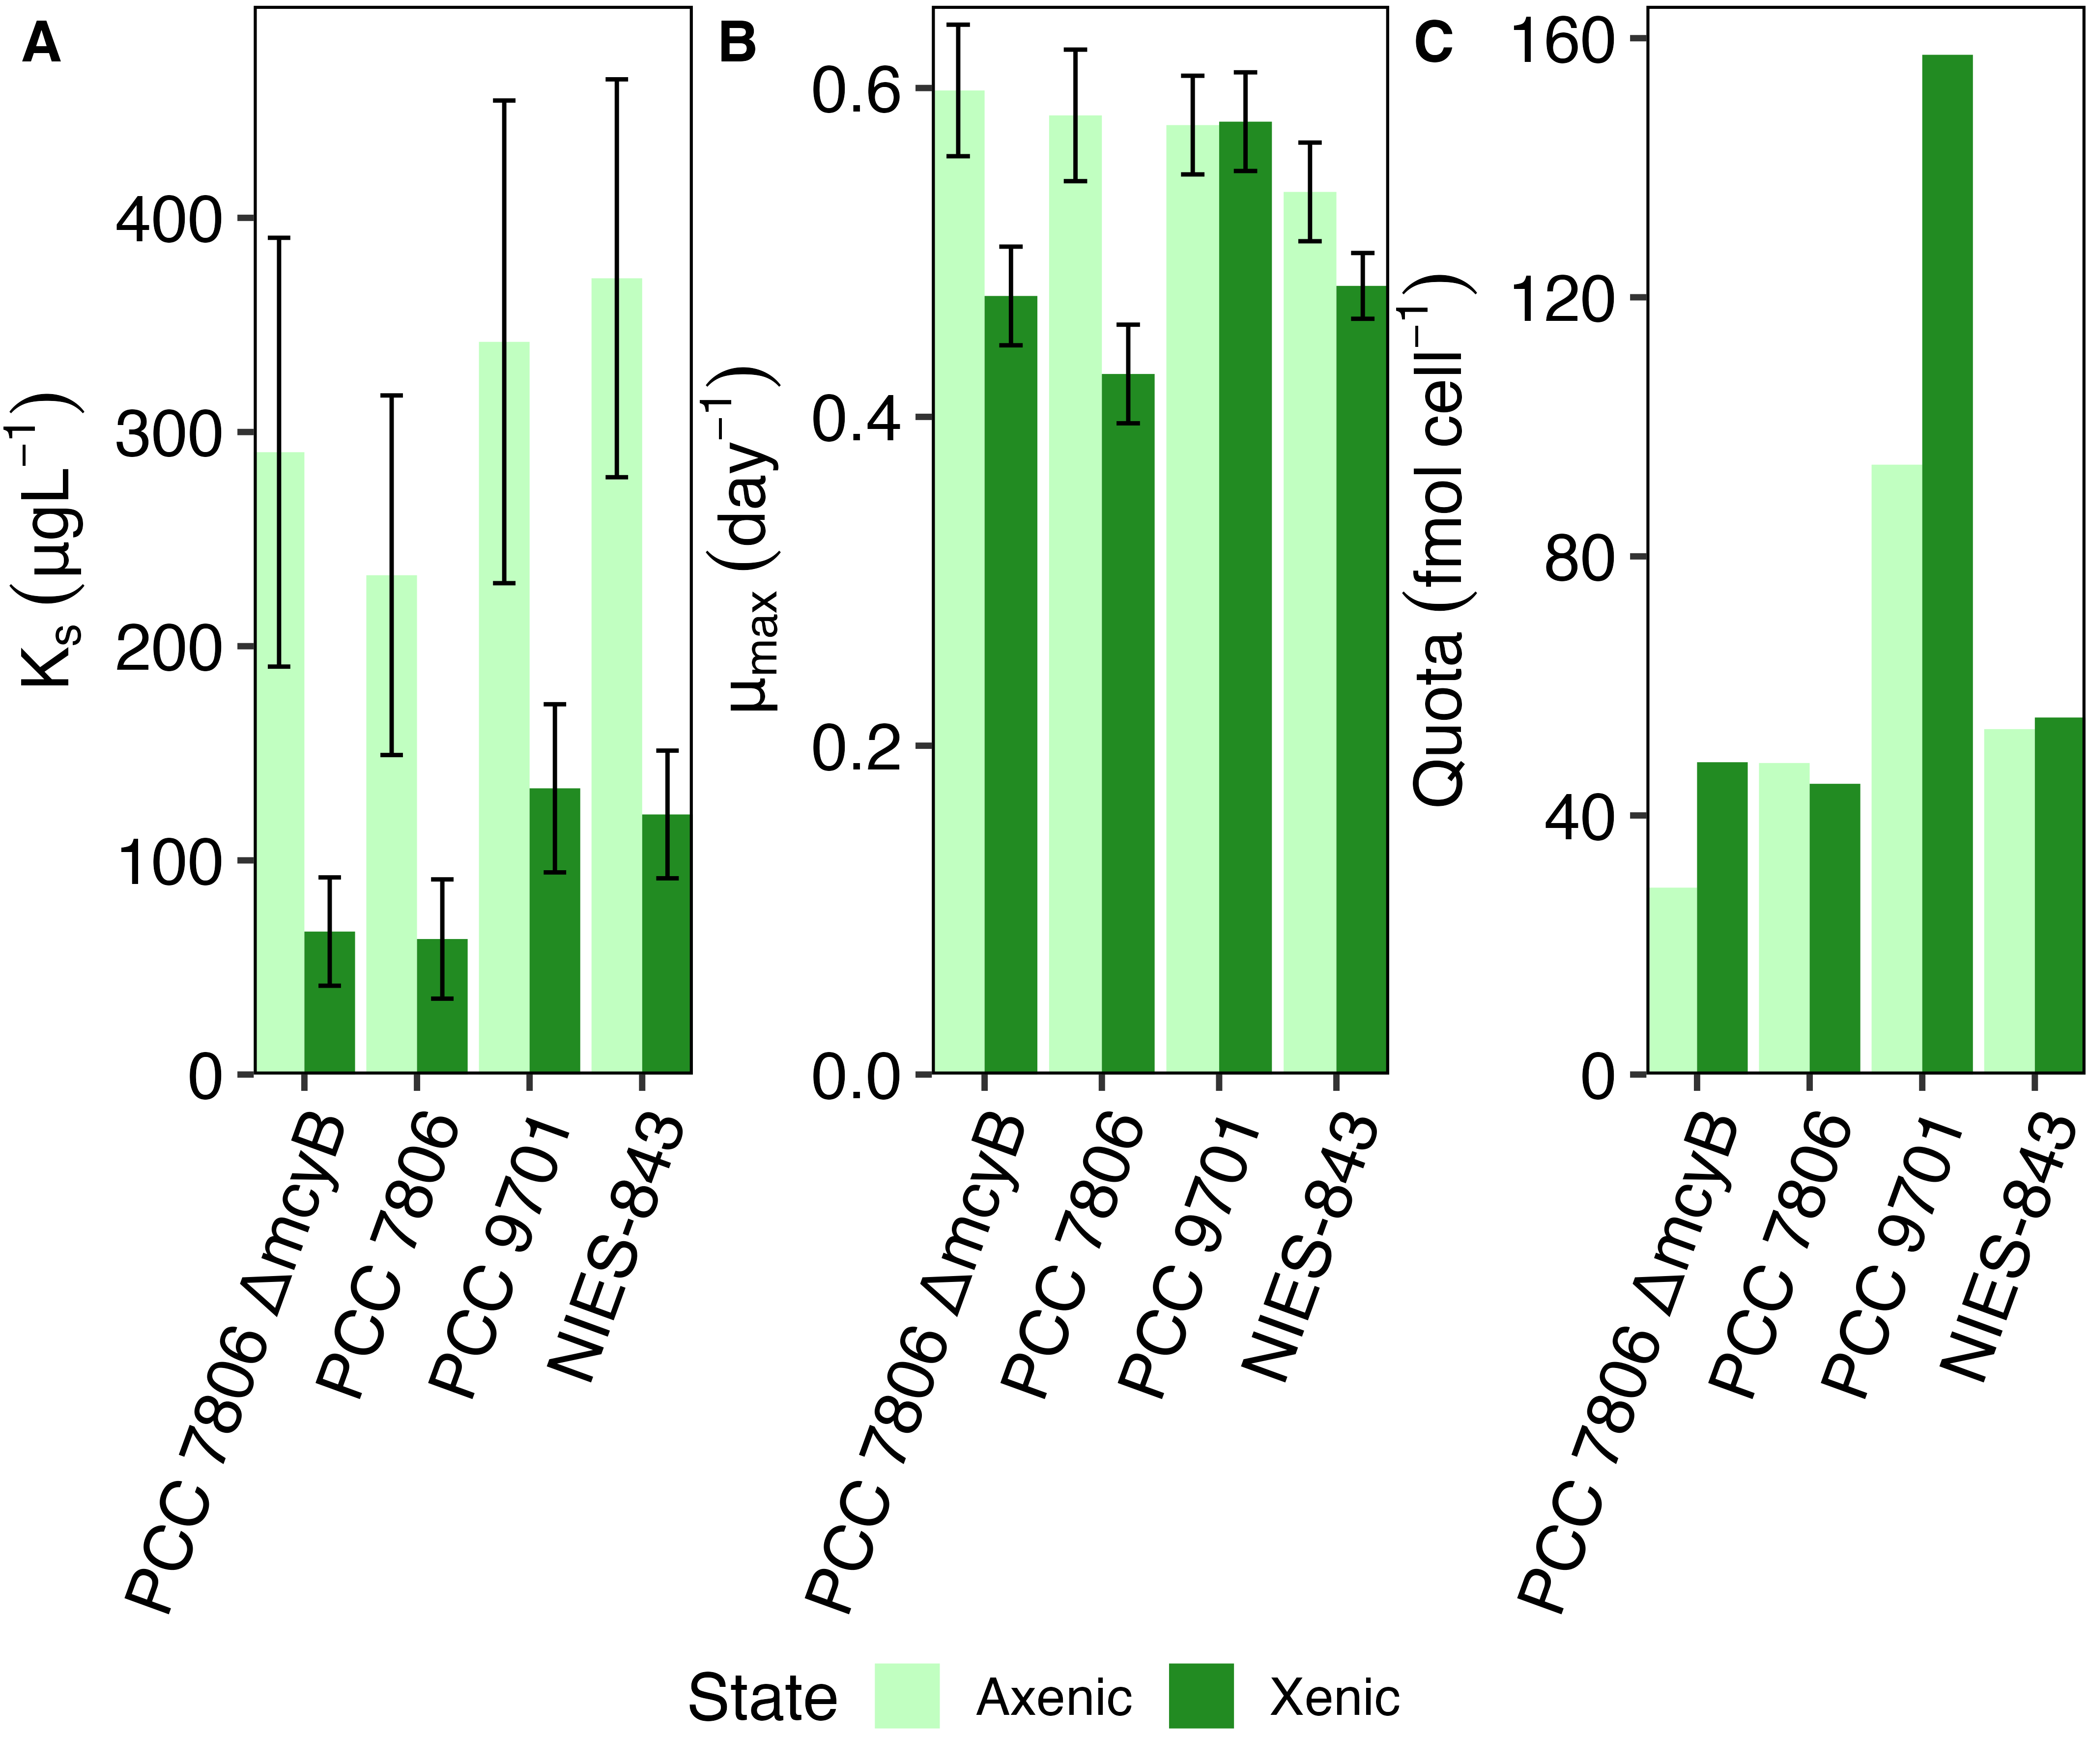 A
Kₛ (µgL⁻¹)
400
300
200
100
0
PCC 7806 ΔmcyB
PCC 7806
PCC 9701
NIES-843
B
µₘₐₓ (day⁻¹)
0.6
0.4
0.2
0.0
PCC 7806 ΔmcyB
PCC 7806
PCC 9701
NIES-843
C
Quota (fmol cell⁻¹)
160
120
80
40
0
PCC 7806 ΔmcyB
PCC 7806
PCC 9701
NIES-843
State Axenic Xenic